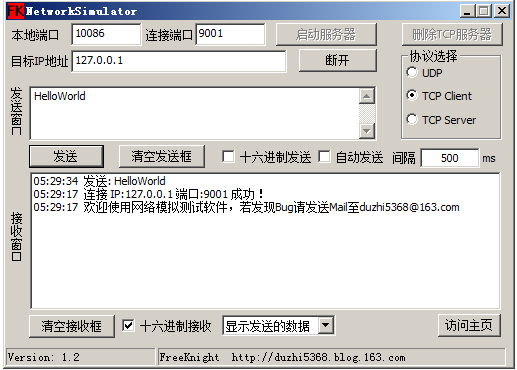 FK NetworkSimulator
本地端口 10086 连接端口 9001 启动服务器 删除TCP服务器
目标IP地址 127.0.0.1 断开 协议选择
UDP
TCP Client
TCP Server
发送窗口
HelloWorld
发送 清空发送框 十六进制发送 自动发送 间隔 500 ms
接收窗口
05:29:34 发送: HelloWorld
05:29:17 连接 IP:127.0.0.1 端口:9001 成功！
05:29:17 欢迎使用网络模拟测试软件，若发现Bug请发送Mail至duzhi5368@163.com
清空接收框 十六进制接收 显示发送的数据 访问主页
Version: 1.2 FreeKnight http://duzhi5368.blog.163.com